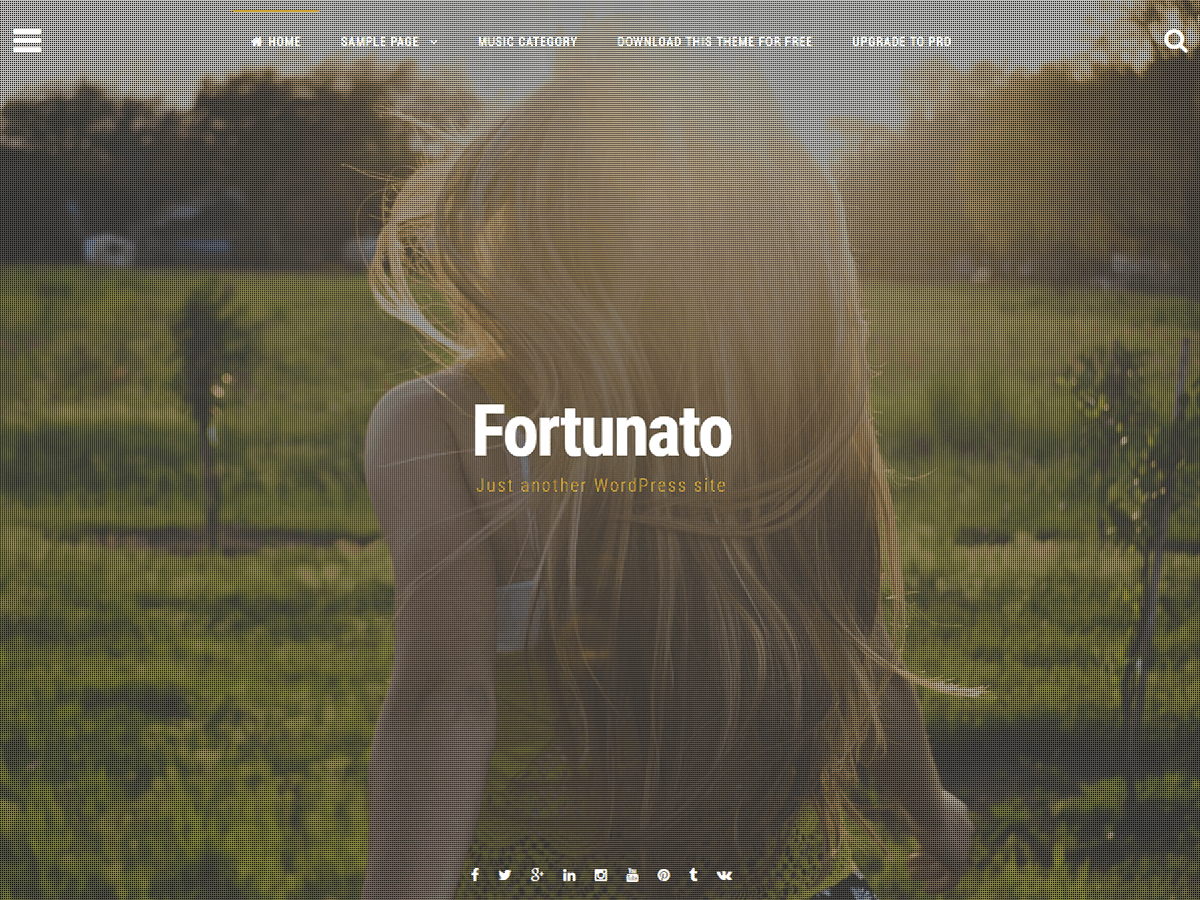 HOME SAMPLE PAGE MUSIC CATEGORY DOWNLOAD THIS THEME FOR FREE UPGRADE TO PRO
Fortunato
Just another WordPress site